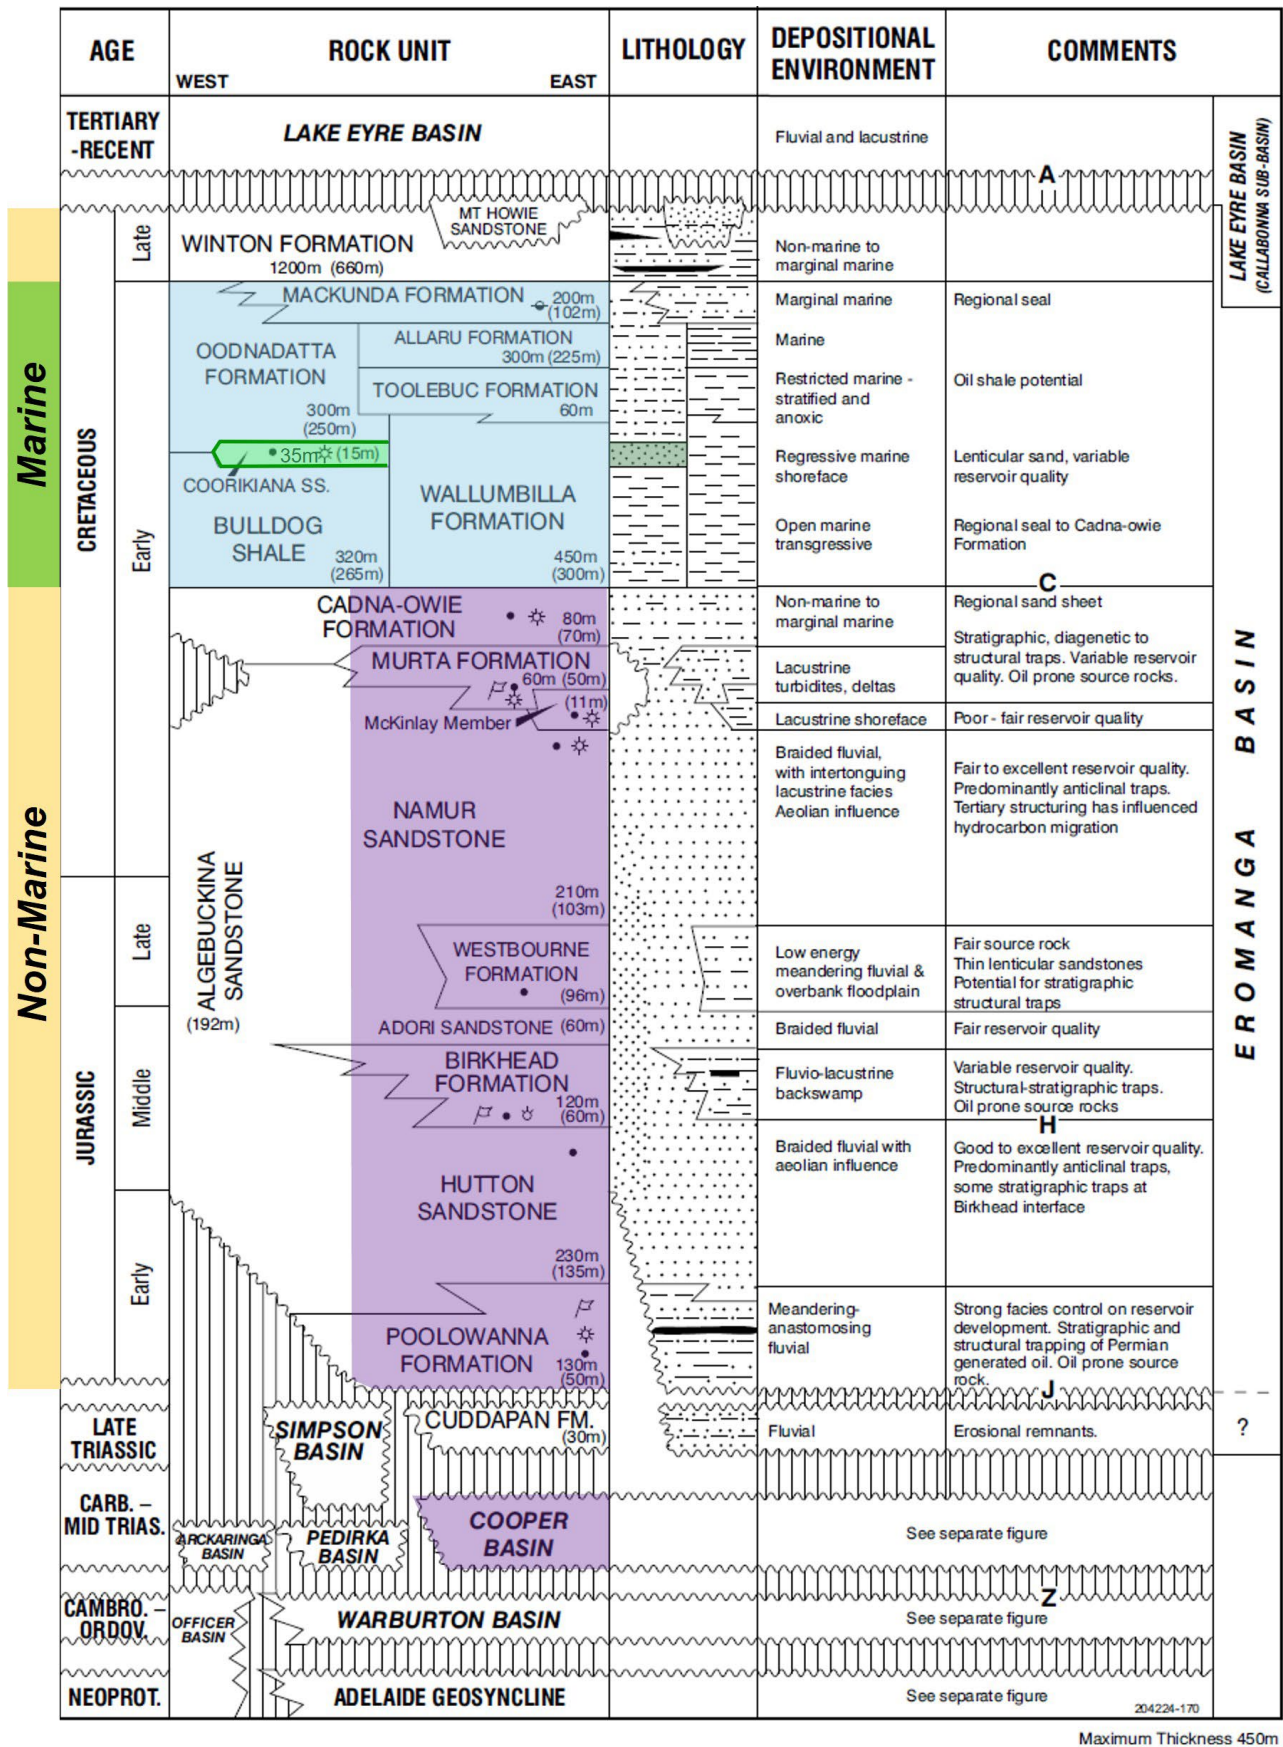 AGE
ROCK UNIT
WEST
EAST
LITHOLOGY
DEPOSITIONAL
ENVIRONMENT
COMMENTS
TERTIARY
-RECENT
LAKE EYRE BASIN
Fluvial and lacustrine
A
LAKE EYRE BASIN
(CALLABONNA SUB-BASIN)
Marine
Non-Marine
CRETACEOUS
Late
Early
MT HOWIE
SANDSTONE
WINTON FORMATION
1200m (660m)
Non-marine to
marginal marine
MACKUNDA FORMATION
200m
(102m)
Marginal marine
Regional seal
OODNADATTA
FORMATION
300m
(250m)
ALLARU FORMATION
300m (225m)
Marine
TOOLEBUC FORMATION
60m
Restricted marine -
stratified and
anoxic
Oil shale potential
35m (15m)
COORIKIANA SS.
Regressive marine
shoreface
Lenticular sand, variable
reservoir quality
BULLDOG
SHALE
320m
(265m)
WALLUMBILLA
FORMATION
450m
(300m)
Open marine
transgressive
Regional seal to Cadna-owie
Formation
C
CADNA-OWIE
FORMATION
80m
(70m)
Non-marine to
marginal marine
Regional sand sheet
Stratigraphic, diagenetic to
structural traps. Variable reservoir
quality. Oil prone source rocks.
MURTA FORMATION
60m (50m)
Lacustrine
turbidites, deltas
(11m)
McKinlay Member
Lacustrine shoreface
Poor - fair reservoir quality
NAMUR
SANDSTONE
210m
(103m)
Braided fluvial,
with intertonguing
lacustrine facies
Aeolian influence
Fair to excellent reservoir quality.
Predominantly anticlinal traps.
Tertiary structuring has influenced
hydrocarbon migration
EROMANGA BASIN
ALGEBUCKINA
SANDSTONE
(192m)
JURASSIC
Late
Middle
Early
WESTBOURNE
FORMATION
(96m)
Low energy
meandering fluvial &
overbank floodplain
Fair source rock
Thin lenticular sandstones
Potential for stratigraphic
structural traps
ADORI SANDSTONE (60m)
Braided fluvial
Fair reservoir quality
BIRKHEAD
FORMATION
120m
(60m)
Fluvio-lacustrine
backswamp
Variable reservoir quality.
Structural-stratigraphic traps.
Oil prone source rocks
H
HUTTON
SANDSTONE
230m
(135m)
Braided fluvial with
aeolian influence
Good to excellent reservoir quality.
Predominantly anticlinal traps,
some stratigraphic traps at
Birkhead interface
POOLOWANNA
FORMATION
130m
(50m)
Meandering-
anastomosing
fluvial
Strong facies control on reservoir
development. Stratigraphic and
structural trapping of Permian
generated oil. Oil prone source
rock.
J
LATE
TRIASSIC
SIMPSON
BASIN
CUDDAPAN FM.
(30m)
Fluvial
Erosional remnants.
?
CARB. –
MID TRIAS.
ARCKARINGA
BASIN
PEDIRKA
BASIN
COOPER
BASIN
See separate figure
Z
CAMBRO. –
ORDOV.
OFFICER
BASIN
WARBURTON BASIN
See separate figure
NEOPROT.
ADELAIDE GEOSYNCLINE
See separate figure
204224-170
Maximum Thickness 450m